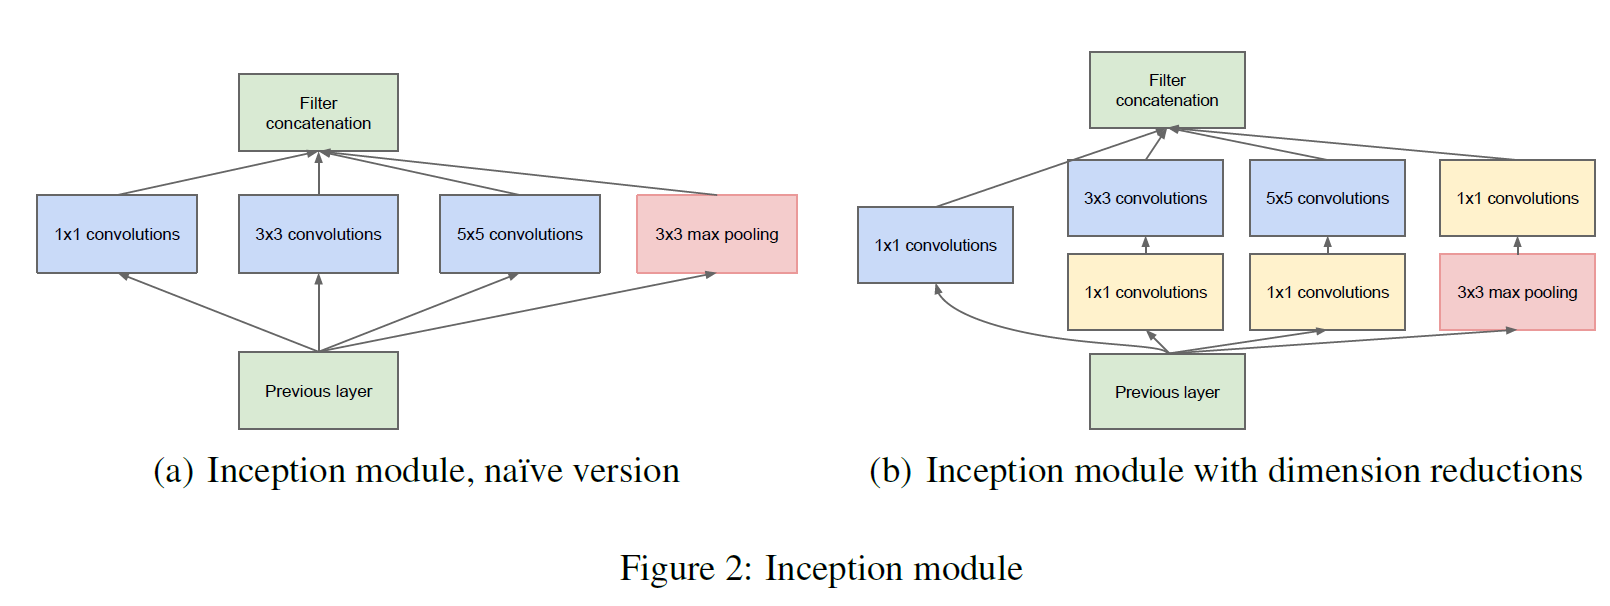 Filter
concatenation
1x1 convolutions
3x3 convolutions
5x5 convolutions
3x3 max pooling
Previous layer
(a) Inception module, naïve version
Filter
concatenation
1x1 convolutions
3x3 convolutions
5x5 convolutions
1x1 convolutions
1x1 convolutions
1x1 convolutions
3x3 max pooling
Previous layer
(b) Inception module with dimension reductions
Figure 2: Inception module